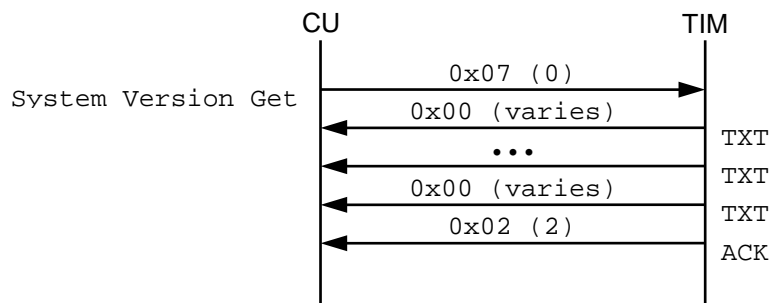 CU TIM
0x07 (0)
System Version Get
0x00 (varies)
TXT
...
TXT
0x00 (varies)
TXT
0x02 (2)
ACK